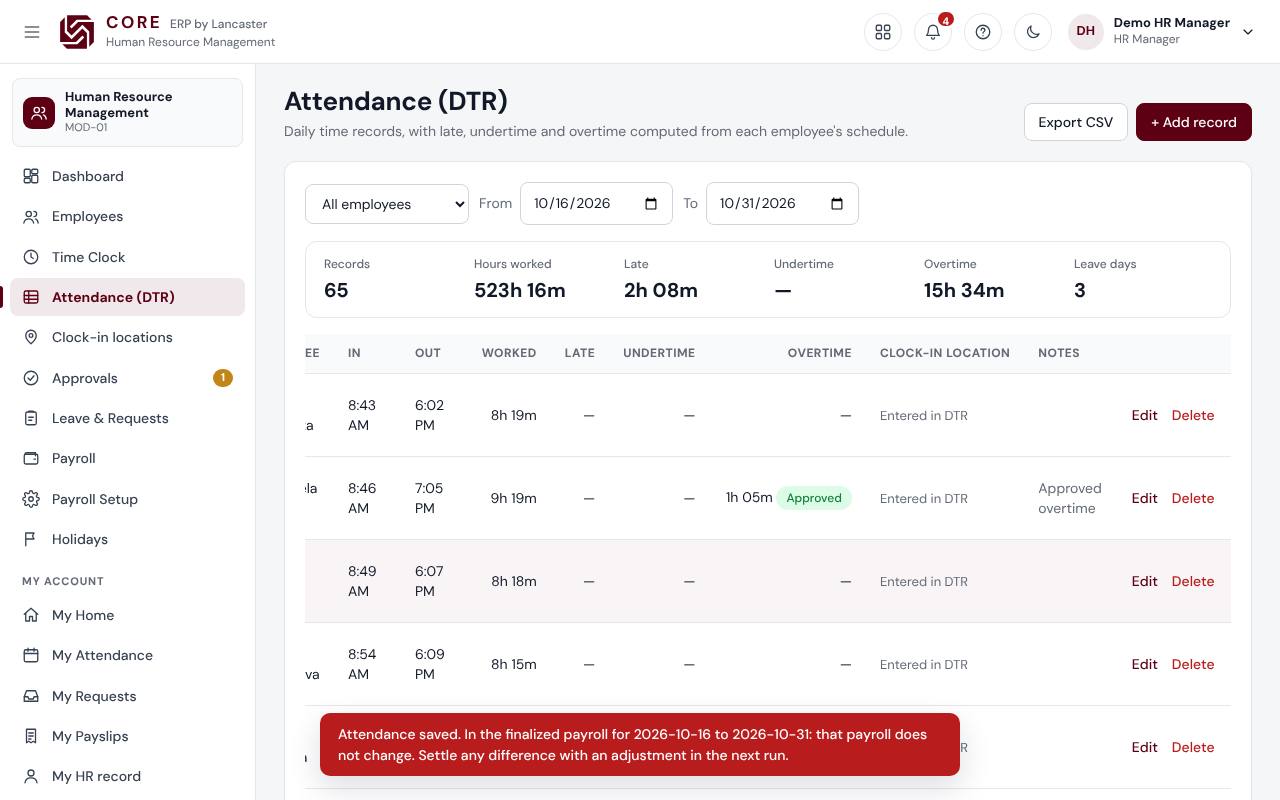 CORE ERP by Lancaster
Human Resource Management
4
DH
Demo HR Manager
HR Manager
Human Resource
Management
MOD-01
Dashboard
Employees
Time Clock
Attendance (DTR)
Clock-in locations
Approvals 1
Leave & Requests
Payroll
Payroll Setup
Holidays
MY ACCOUNT
My Home
My Attendance
My Requests
My Payslips
My HR record
Attendance (DTR)
Daily time records, with late, undertime and overtime computed from each employee's schedule.
Export CSV
+ Add record
All employees From 10/16/2026 To 10/31/2026
Records Hours worked Late Undertime Overtime Leave days
65 523h 16m 2h 08m — 15h 34m 3
EE IN OUT WORKED LATE UNDERTIME OVERTIME CLOCK-IN LOCATION NOTES
8:43 AM 6:02 PM 8h 19m — — — Entered in DTR Edit Delete
8:46 AM 7:05 PM 9h 19m — — 1h 05m Approved Entered in DTR Approved overtime Edit Delete
8:49 AM 6:07 PM 8h 18m — — — Entered in DTR Edit Delete
8:54 AM 6:09 PM 8h 15m — — — Entered in DTR Edit Delete
va
R Edit Delete
Attendance saved. In the finalized payroll for 2026-10-16 to 2026-10-31: that payroll does
not change. Settle any difference with an adjustment in the next run.